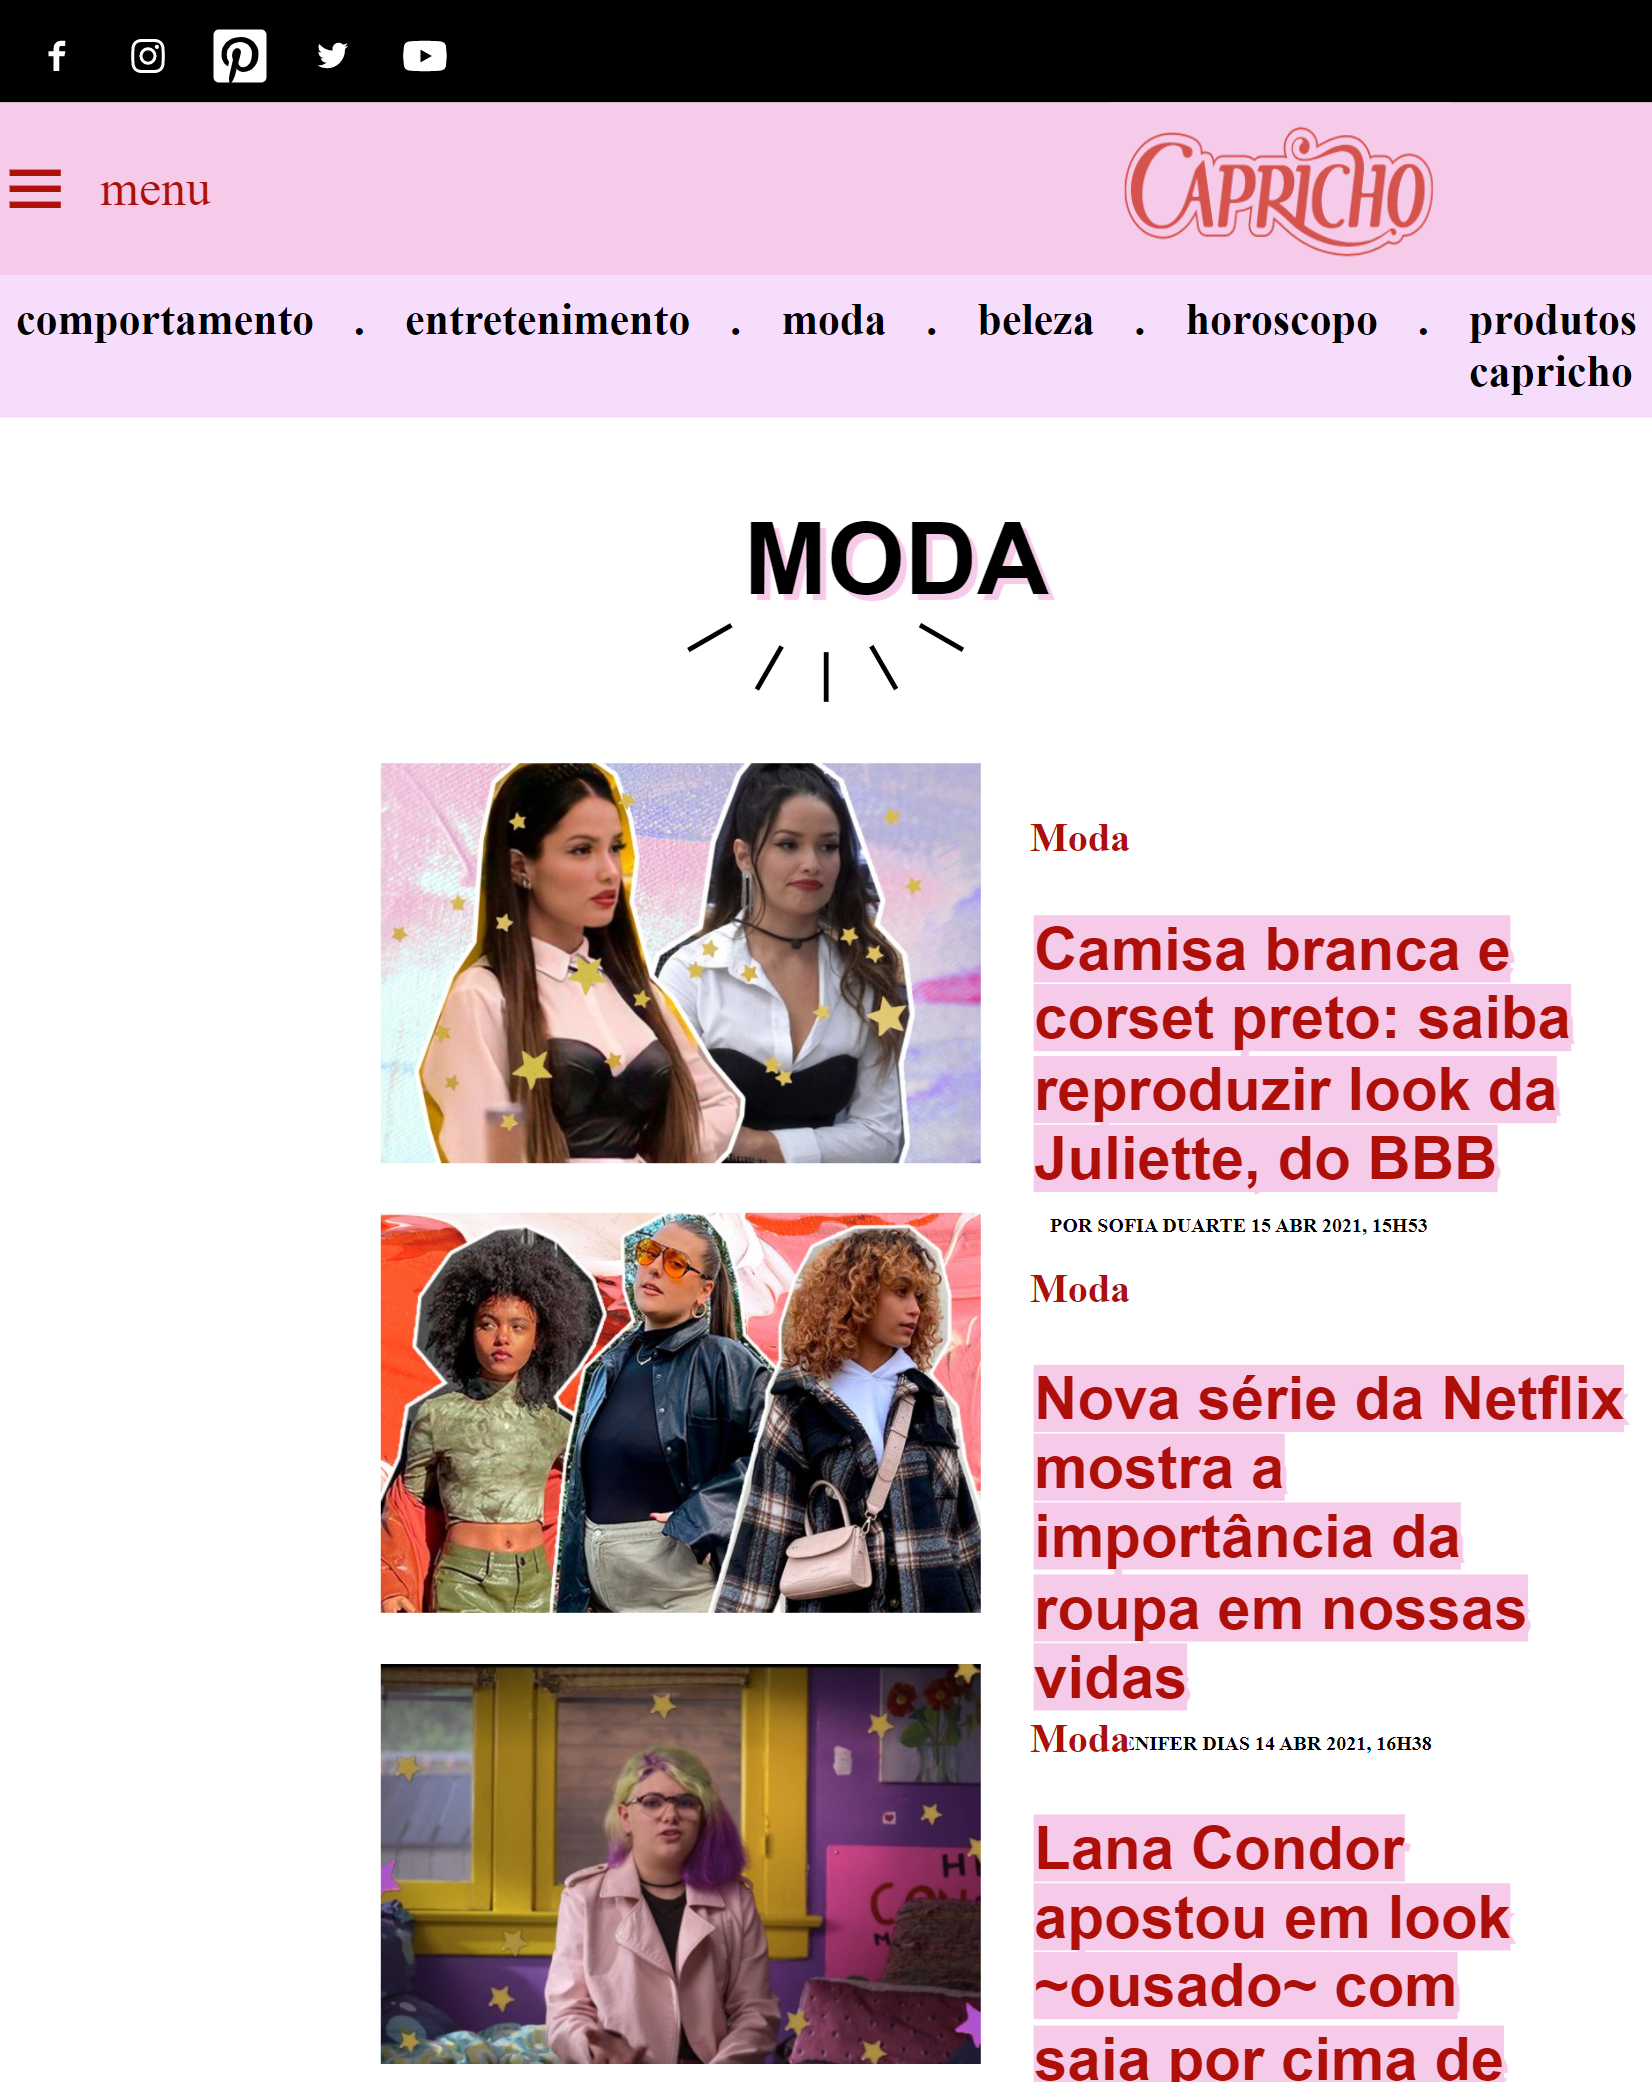 menu
CAPRICHO
comportamento . entretenimento . moda . beleza . horoscopo . produtos
capricho
MODA
Moda
Camisa branca e
corset preto: saiba
reproduzir look da
Juliette, do BBB
POR SOFIA DUARTE 15 ABR 2021, 15H53
Moda
Nova série da Netflix
mostra a
importância da
roupa em nossas
vidas
Moda
ENIFER DIAS 14 ABR 2021, 16H38
Lana Condor
apostou em look
~ousado~ com
saia por cima de